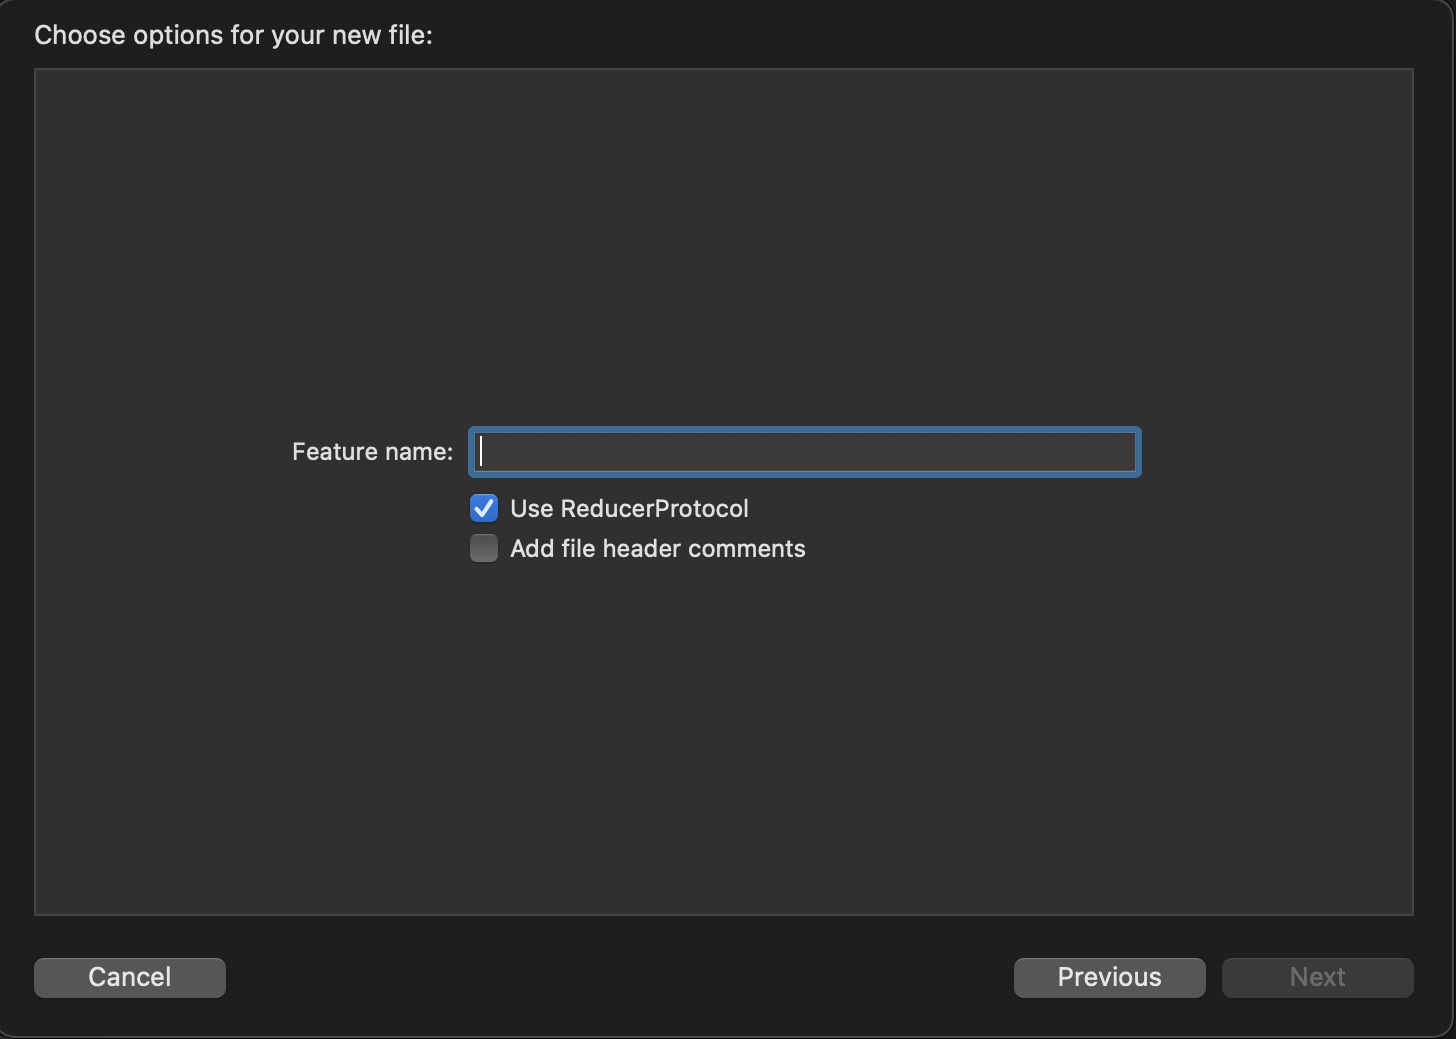 Choose options for your new file:
Feature name:
Use ReducerProtocol
Add file header comments
Cancel
Previous
Next